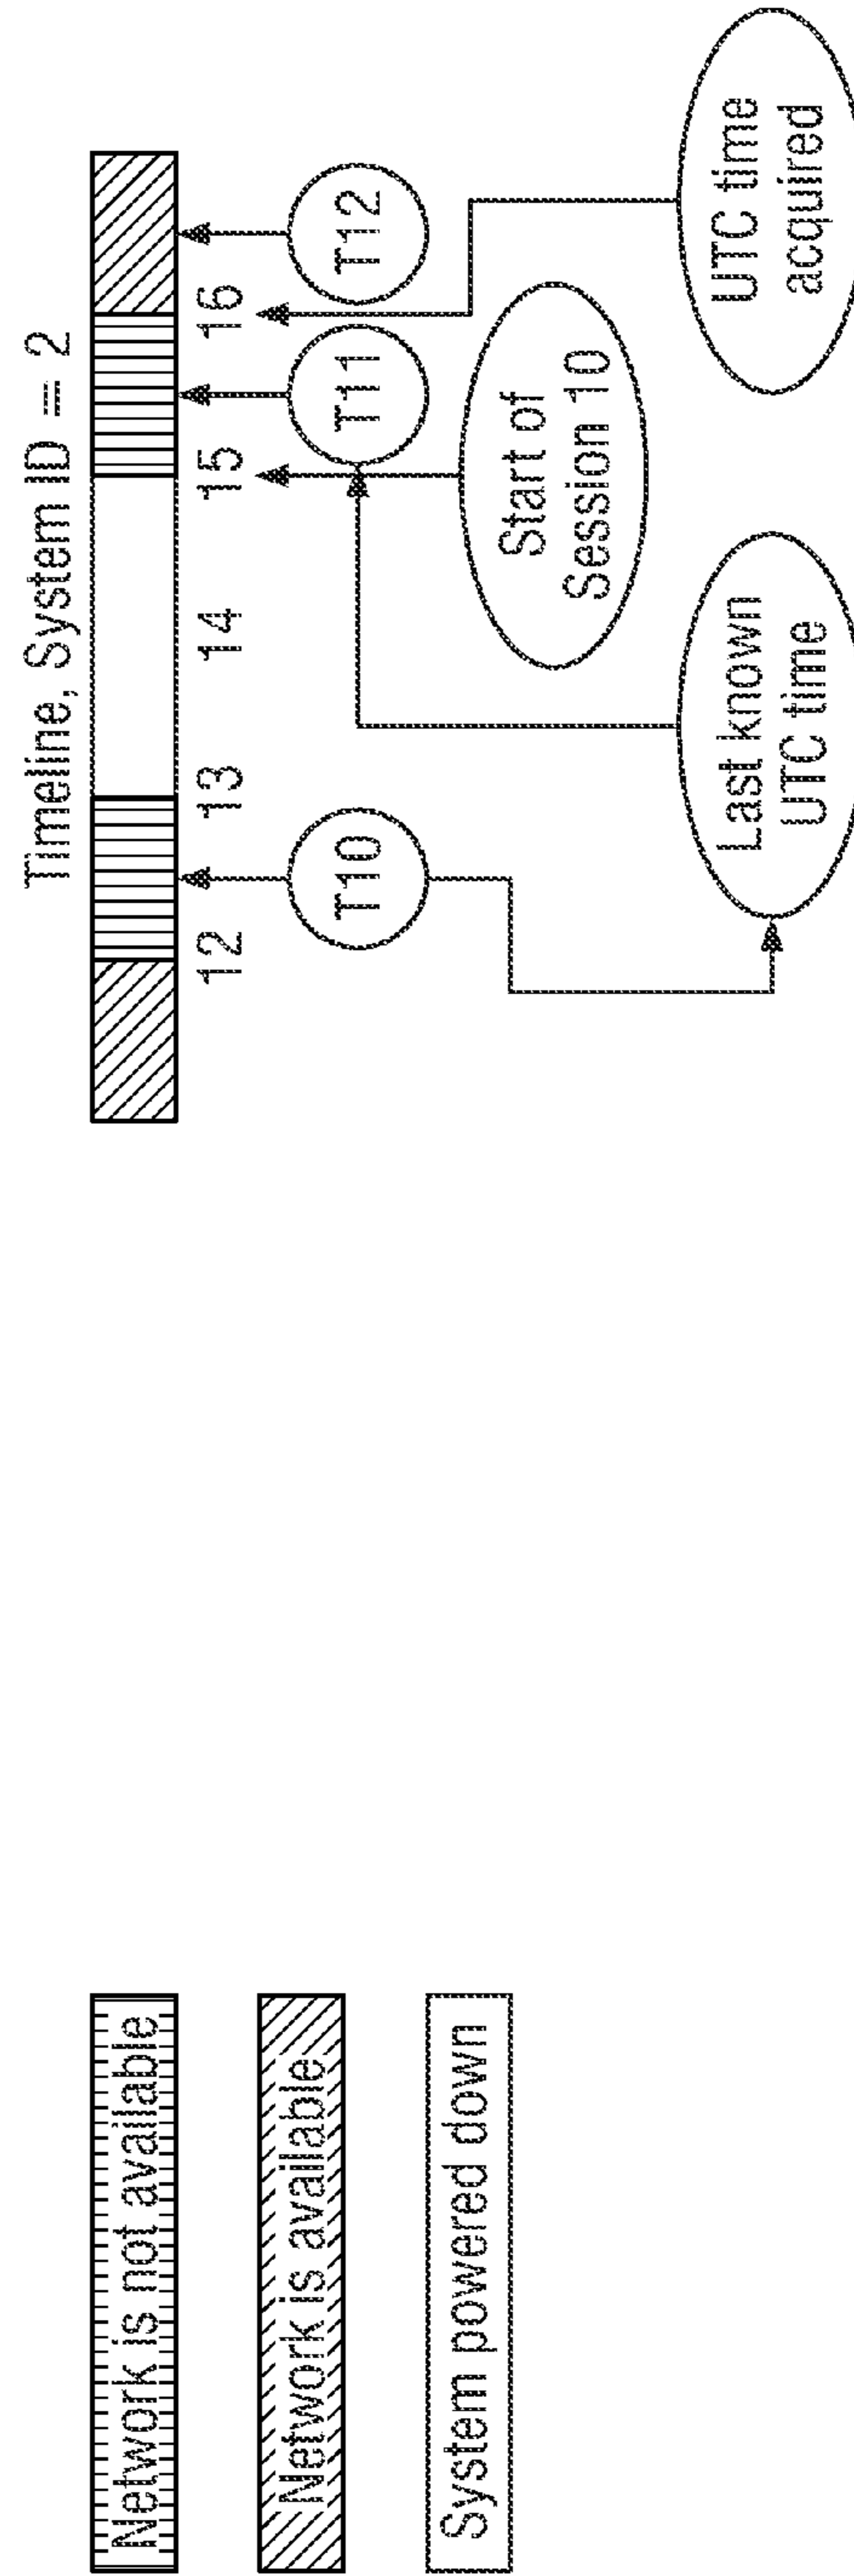 Network is not available
Network is available
System powered down
Timeline, System ID = 2
12
13
14
15
16
T10
T11
T12
Start of
Session 10
Last known
UTC time
UTC time
acquired